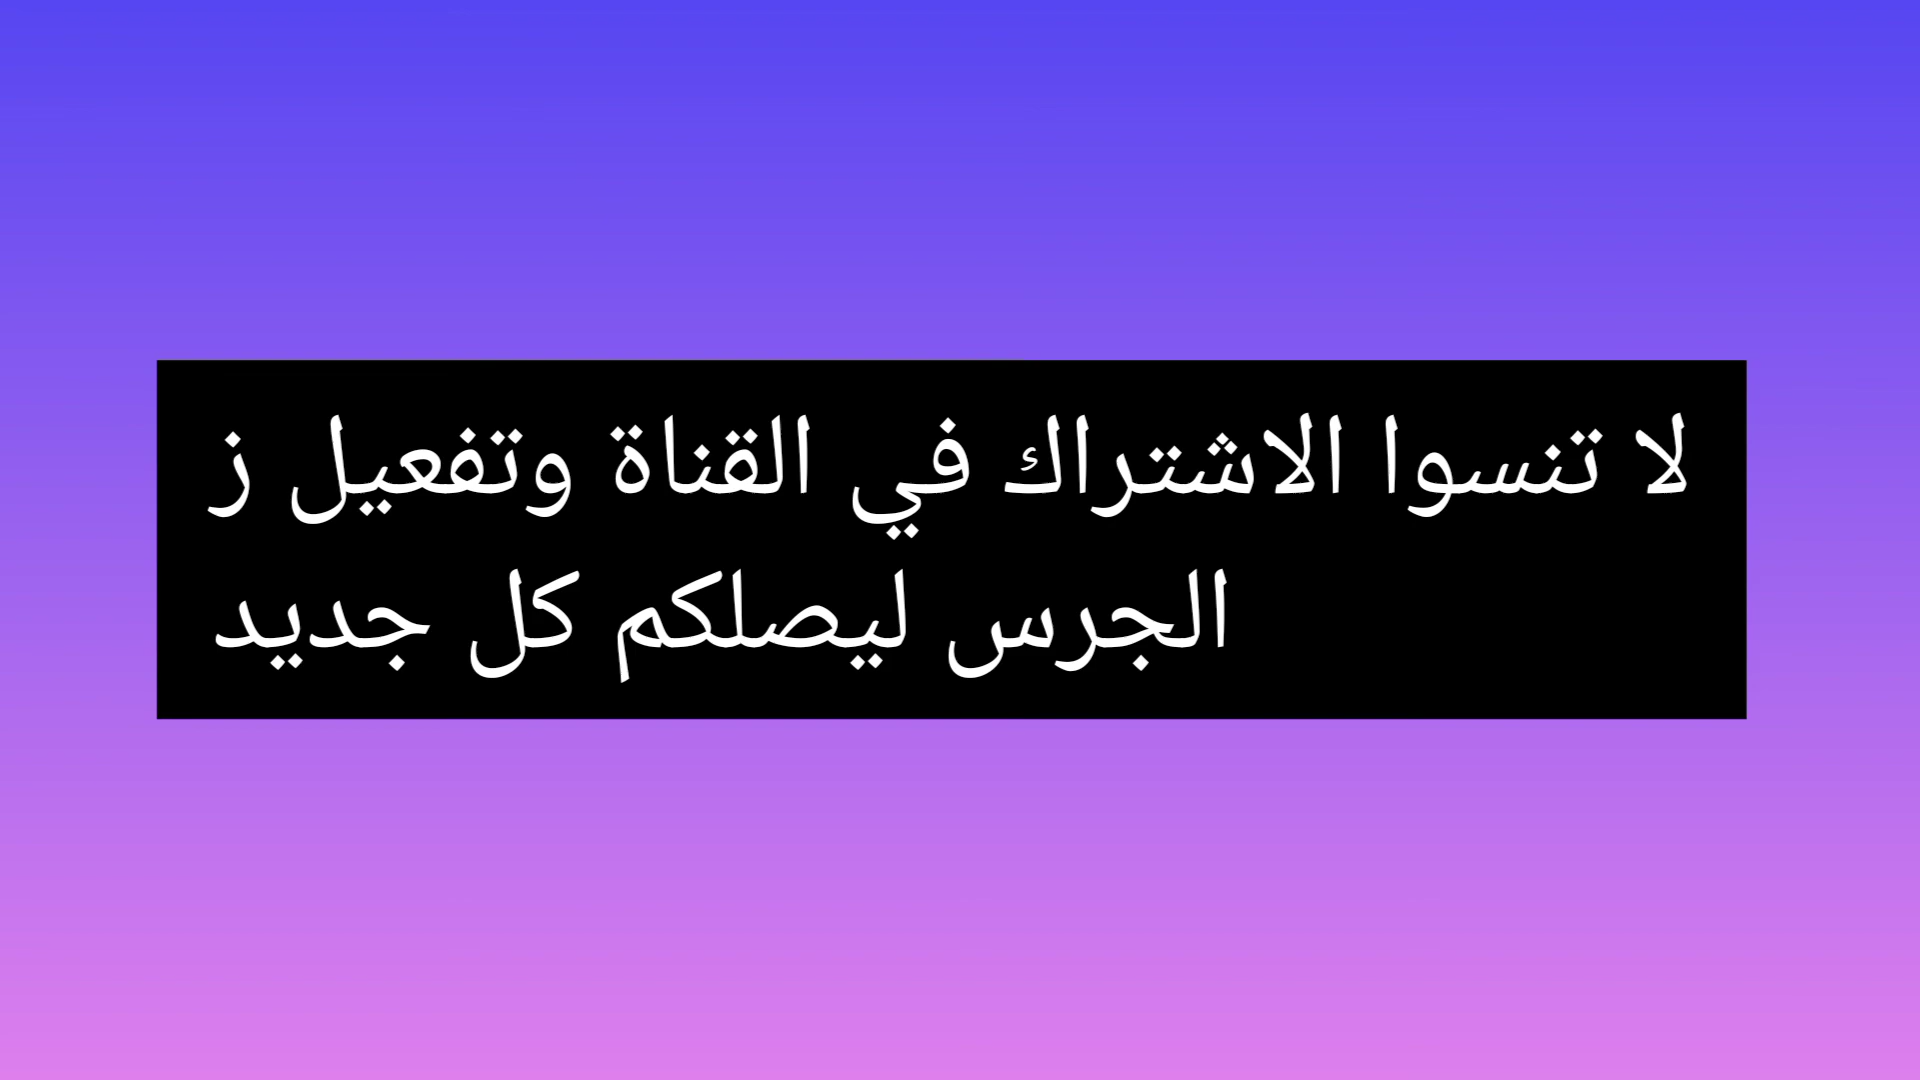 لا تنسوا الاشتراك في القناة وتفعيل ز
الجرس ليصلكم كل جديد